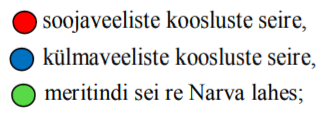 soojaveeliste koosluste seire,
külmaveeliste koosluste seire,
meritindi sei re Narva lahes;